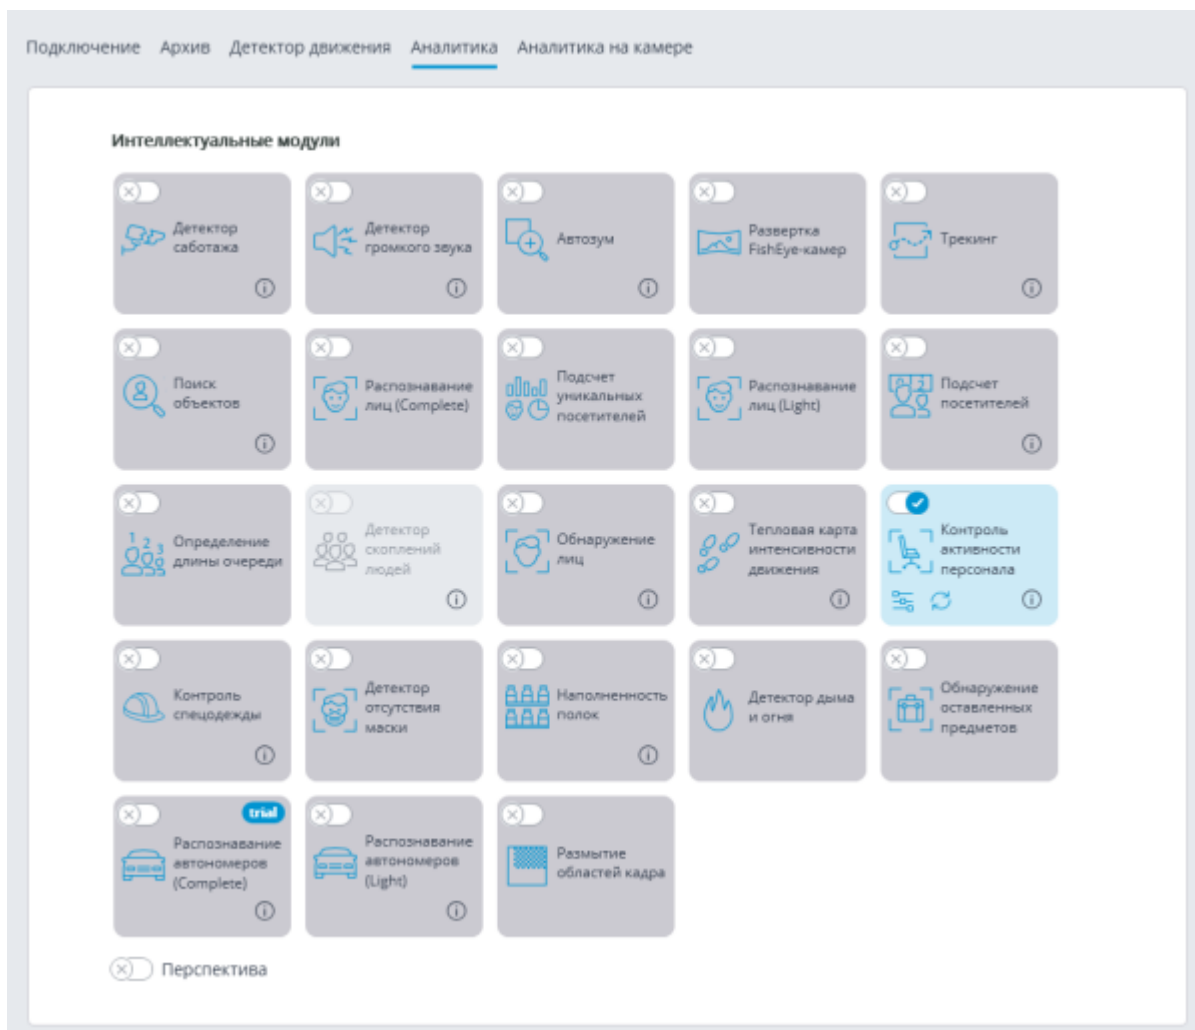 Подключение Архив Детектор движения Аналитика Аналитика на камере
Интеллектуальные модули
Детектор
саботажа
Детектор
громкого звука
Автозум
Развертка
FishEye-камер
Трекинг
Поиск
объектов
Распознавание
лиц (Complete)
Подсчет
уникальных
посетителей
Распознавание
лиц (Light)
Подсчет
посетителей
Определение
длины очереди
Детектор
скоплений
людей
Обнаружение
лиц
Тепловая карта
интенсивности
движения
Контроль
активности
персонала
Контроль
спецодежды
Детектор
отсутствия
маски
Наполненность
полок
Детектор дыма
и огня
Обнаружение
оставленных
предметов
trial
Распознавание
автономеров
(Complete)
Распознавание
автономеров
(Light)
Размытие
областей кадра
Перспектива